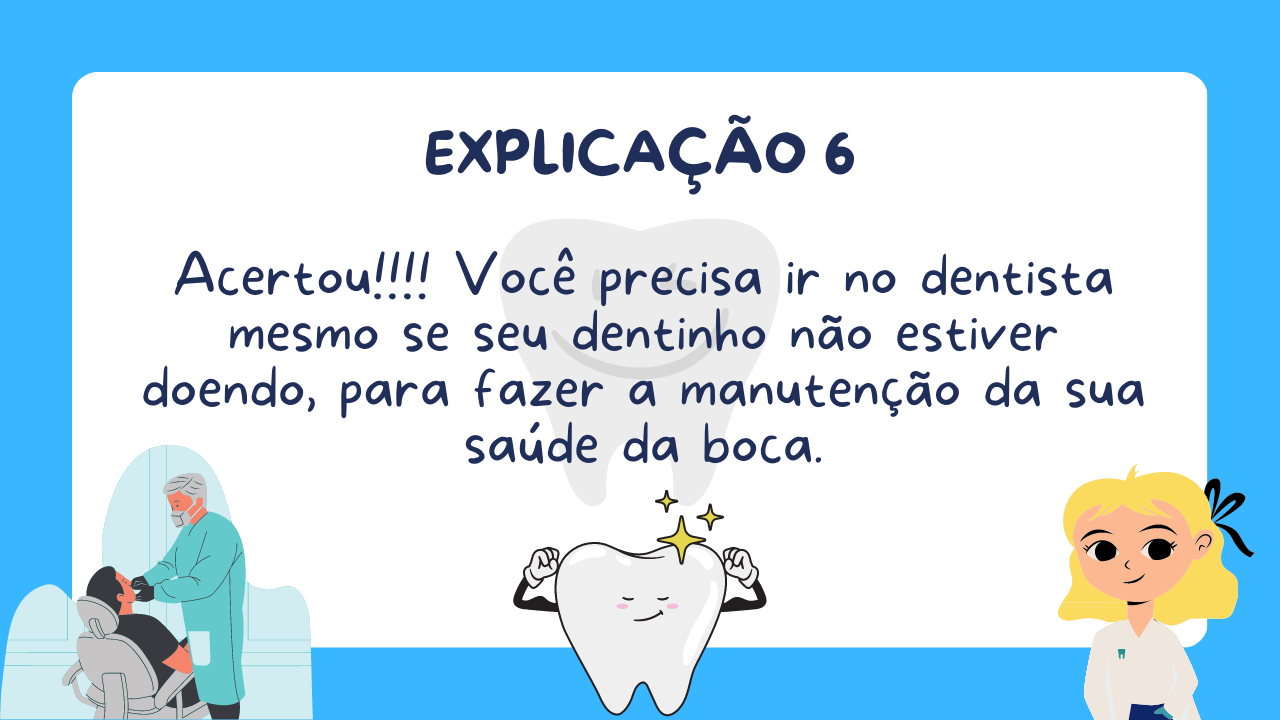 EXPLICAÇÃO 6
Acertou!!!! Você precisa ir no dentista
mesmo se seu dentinho não estiver
doendo, para fazer a manutenção da sua
saúde da boca.